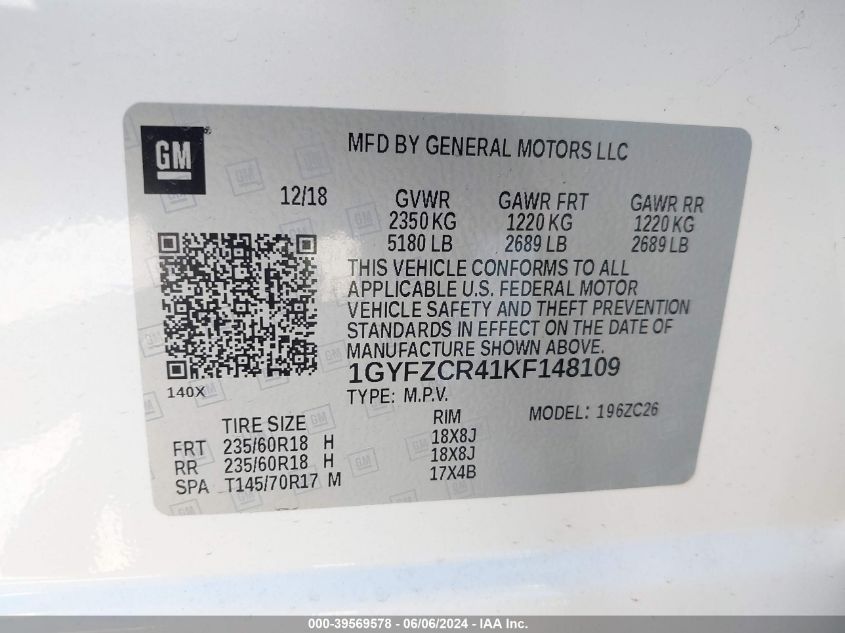 GM
MFD BY GENERAL MOTORS LLC
12/18 GVWR GAWR FRT GAWR RR
2350 KG 1220 KG 1220 KG
5180 LB 2689 LB 2689 LB
THIS VEHICLE CONFORMS TO ALL
APPLICABLE U.S. FEDERAL MOTOR
VEHICLE SAFETY AND THEFT PREVENTION
STANDARDS IN EFFECT ON THE DATE OF
MANUFACTURE SHOWN ABOVE.
140X 1GYFZCR41KF148109
TYPE: M.P.V. MODEL: 196ZC26
TIRE SIZE RIM
FRT 235/60R18 H 18X8J
RR 235/60R18 H 18X8J
SPA T145/70R17 M 17X4B
000-39569578 - 06/06/2024 - IAA Inc.